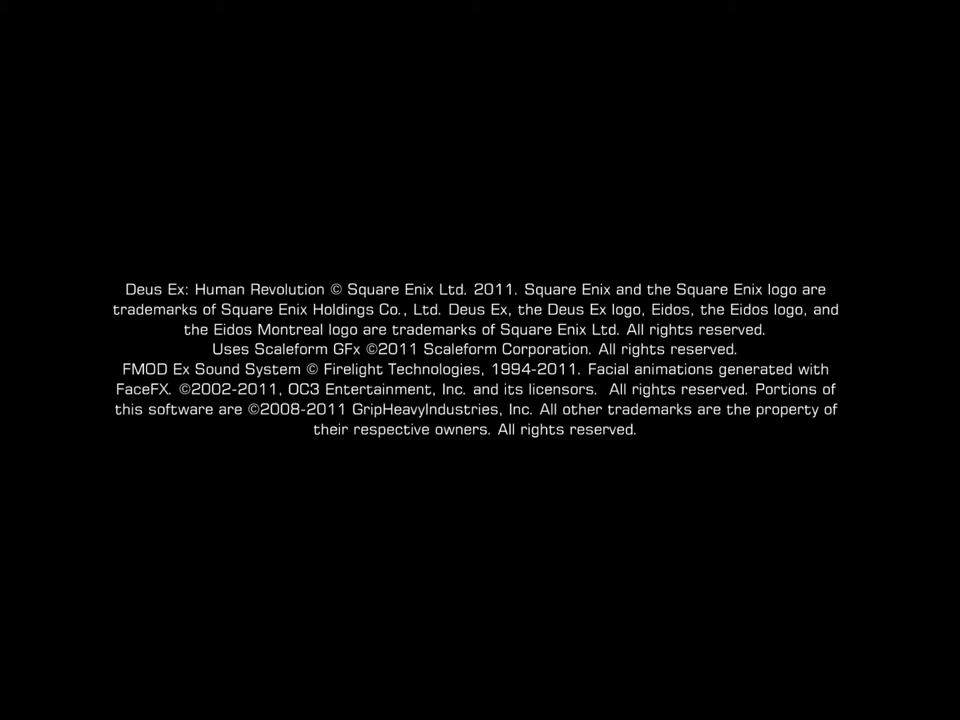 Deus Ex: Human Revolution © Square Enix Ltd. 2011. Square Enix and the Square Enix logo are
trademarks of Square Enix Holdings Co., Ltd. Deus Ex, the Deus Ex logo, Eidos, the Eidos logo, and
the Eidos Montreal logo are trademarks of Square Enix Ltd. All rights reserved.
Uses Scaleform GFx ©2011 Scaleform Corporation. All rights reserved.
FMOD Ex Sound System © Firelight Technologies, 1994-2011. Facial animations generated with
FaceFX. ©2002-2011, OC3 Entertainment, Inc. and its licensors. All rights reserved. Portions of
this software are ©2008-2011 GripHeavyIndustries, Inc. All other trademarks are the property of
their respective owners. All rights reserved.